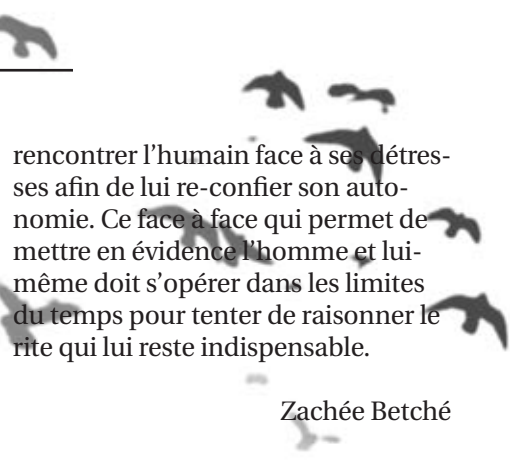 rencontrer l’humain face à ses détres-
ses afin de lui re-confier son auto-
nomie. Ce face à face qui permet de
mettre en évidence l’homme et lui-
même doit s’opérer dans les limites
du temps pour tenter de raisonner le
rite qui lui reste indispensable.
Zachée Betché